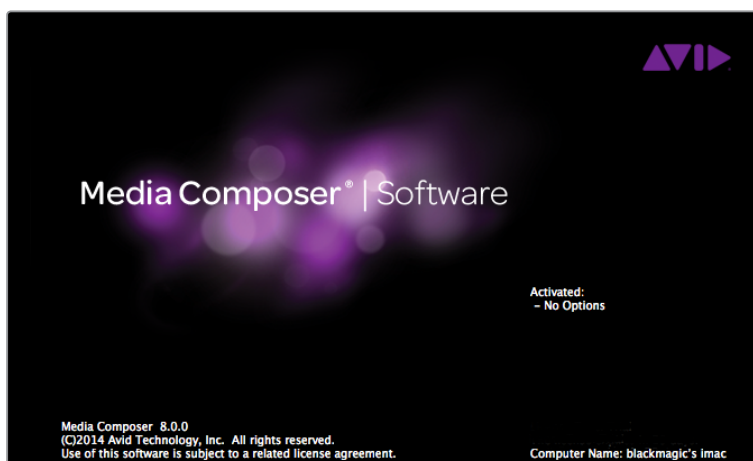 AVID
Media Composer® | Software
Activated:
– No Options
Media Composer 8.0.0
(C)2014 Avid Technology, Inc. All rights reserved.
Use of this software is subject to a related license agreement.
Computer Name: blackmagic's imac